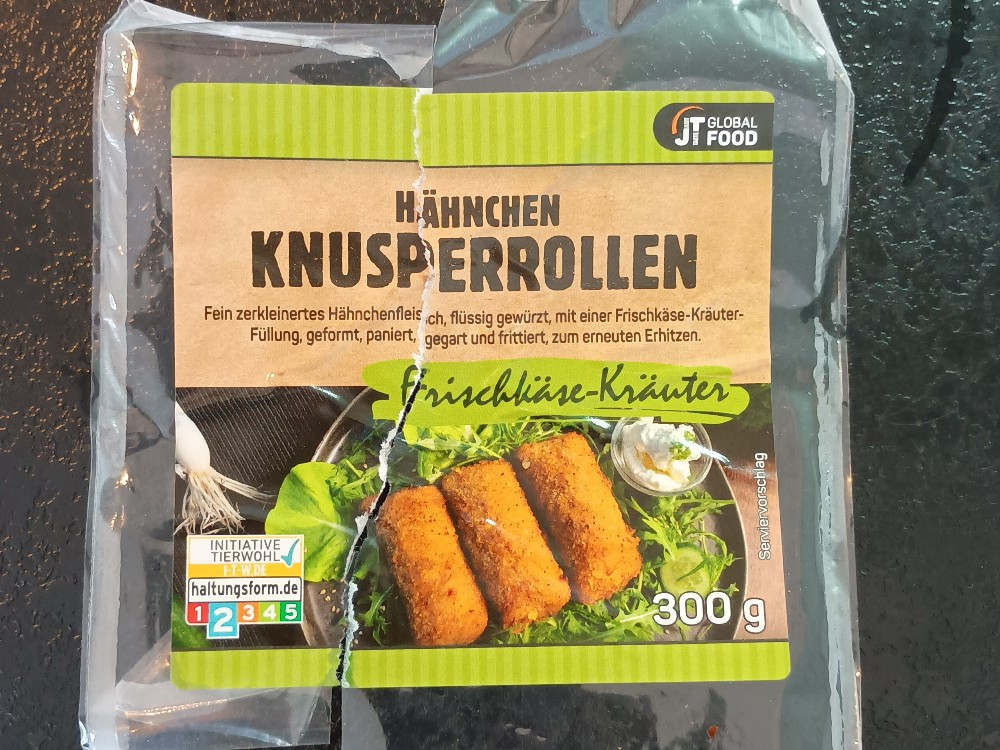 JT GLOBAL
FOOD
HÄHNCHEN
KNUSPERROLLEN
Fein zerkleinertes Hähnchenfleisch, flüssig gewürzt, mit einer Frischkäse-Kräuter-
Füllung, geformt, paniert, gegart und frittiert, zum erneuten Erhitzen.
Frischkäse-Kräuter
Serviervorschlag
INITIATIVE
TIERWOHL
I-T-W.DE
haltungsform.de
1 2 3 4 5
300 g